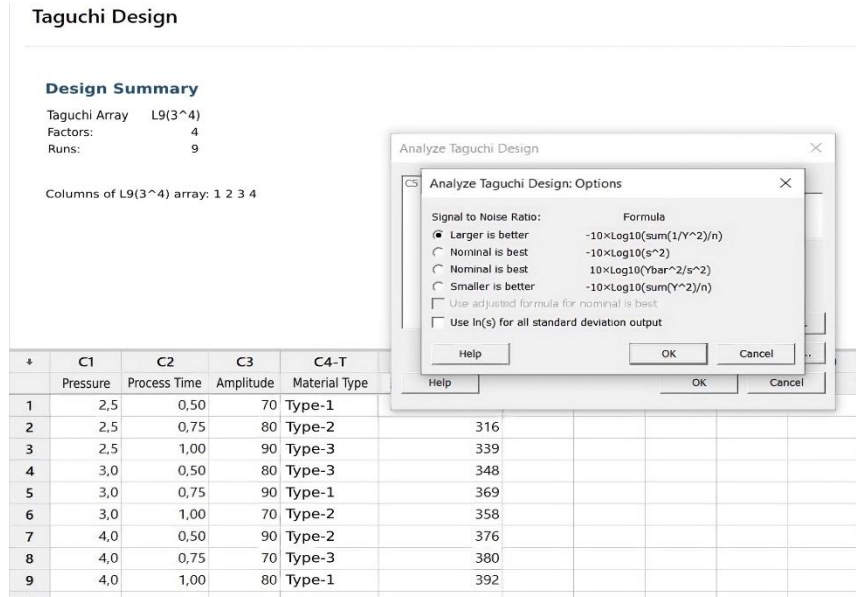 Taguchi Design
Design Summary
Taguchi Array L9(3^4)
Factors: 4
Runs: 9
Columns of L9(3^4) array: 1 2 3 4
Analyze Taguchi Design
C5
Analyze Taguchi Design: Options
Signal to Noise Ratio: Formula
Larger is better -10×Log10(sum(1/Y^2)/n)
Nominal is best -10×Log10(s^2)
Nominal is best 10×Log10(Ybar^2/s^2)
Smaller is better -10×Log10(sum(Y^2)/n)
Use adjusted formula for nominal is best
Use ln(s) for all standard deviation output
Help OK Cancel
Help OK Cancel
C1 C2 C3 C4-T
Pressure Process Time Amplitude Material Type
1 2,5 0,50 70 Type-1
2 2,5 0,75 80 Type-2 316
3 2,5 1,00 90 Type-3 339
4 3,0 0,50 80 Type-3 348
5 3,0 0,75 90 Type-1 369
6 3,0 1,00 70 Type-2 358
7 4,0 0,50 90 Type-2 376
8 4,0 0,75 70 Type-3 380
9 4,0 1,00 80 Type-1 392